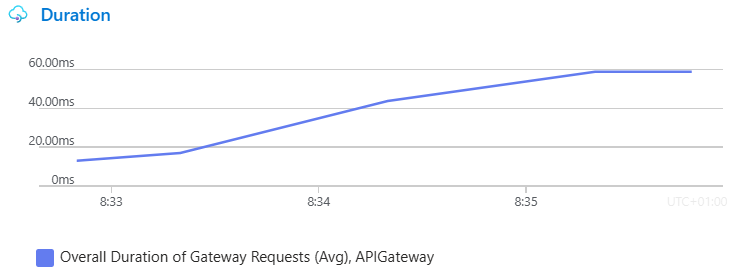 Duration
60.00ms
40.00ms
20.00ms
0ms
8:33 8:34 8:35 UTC+01:00
Overall Duration of Gateway Requests (Avg), APIGateway